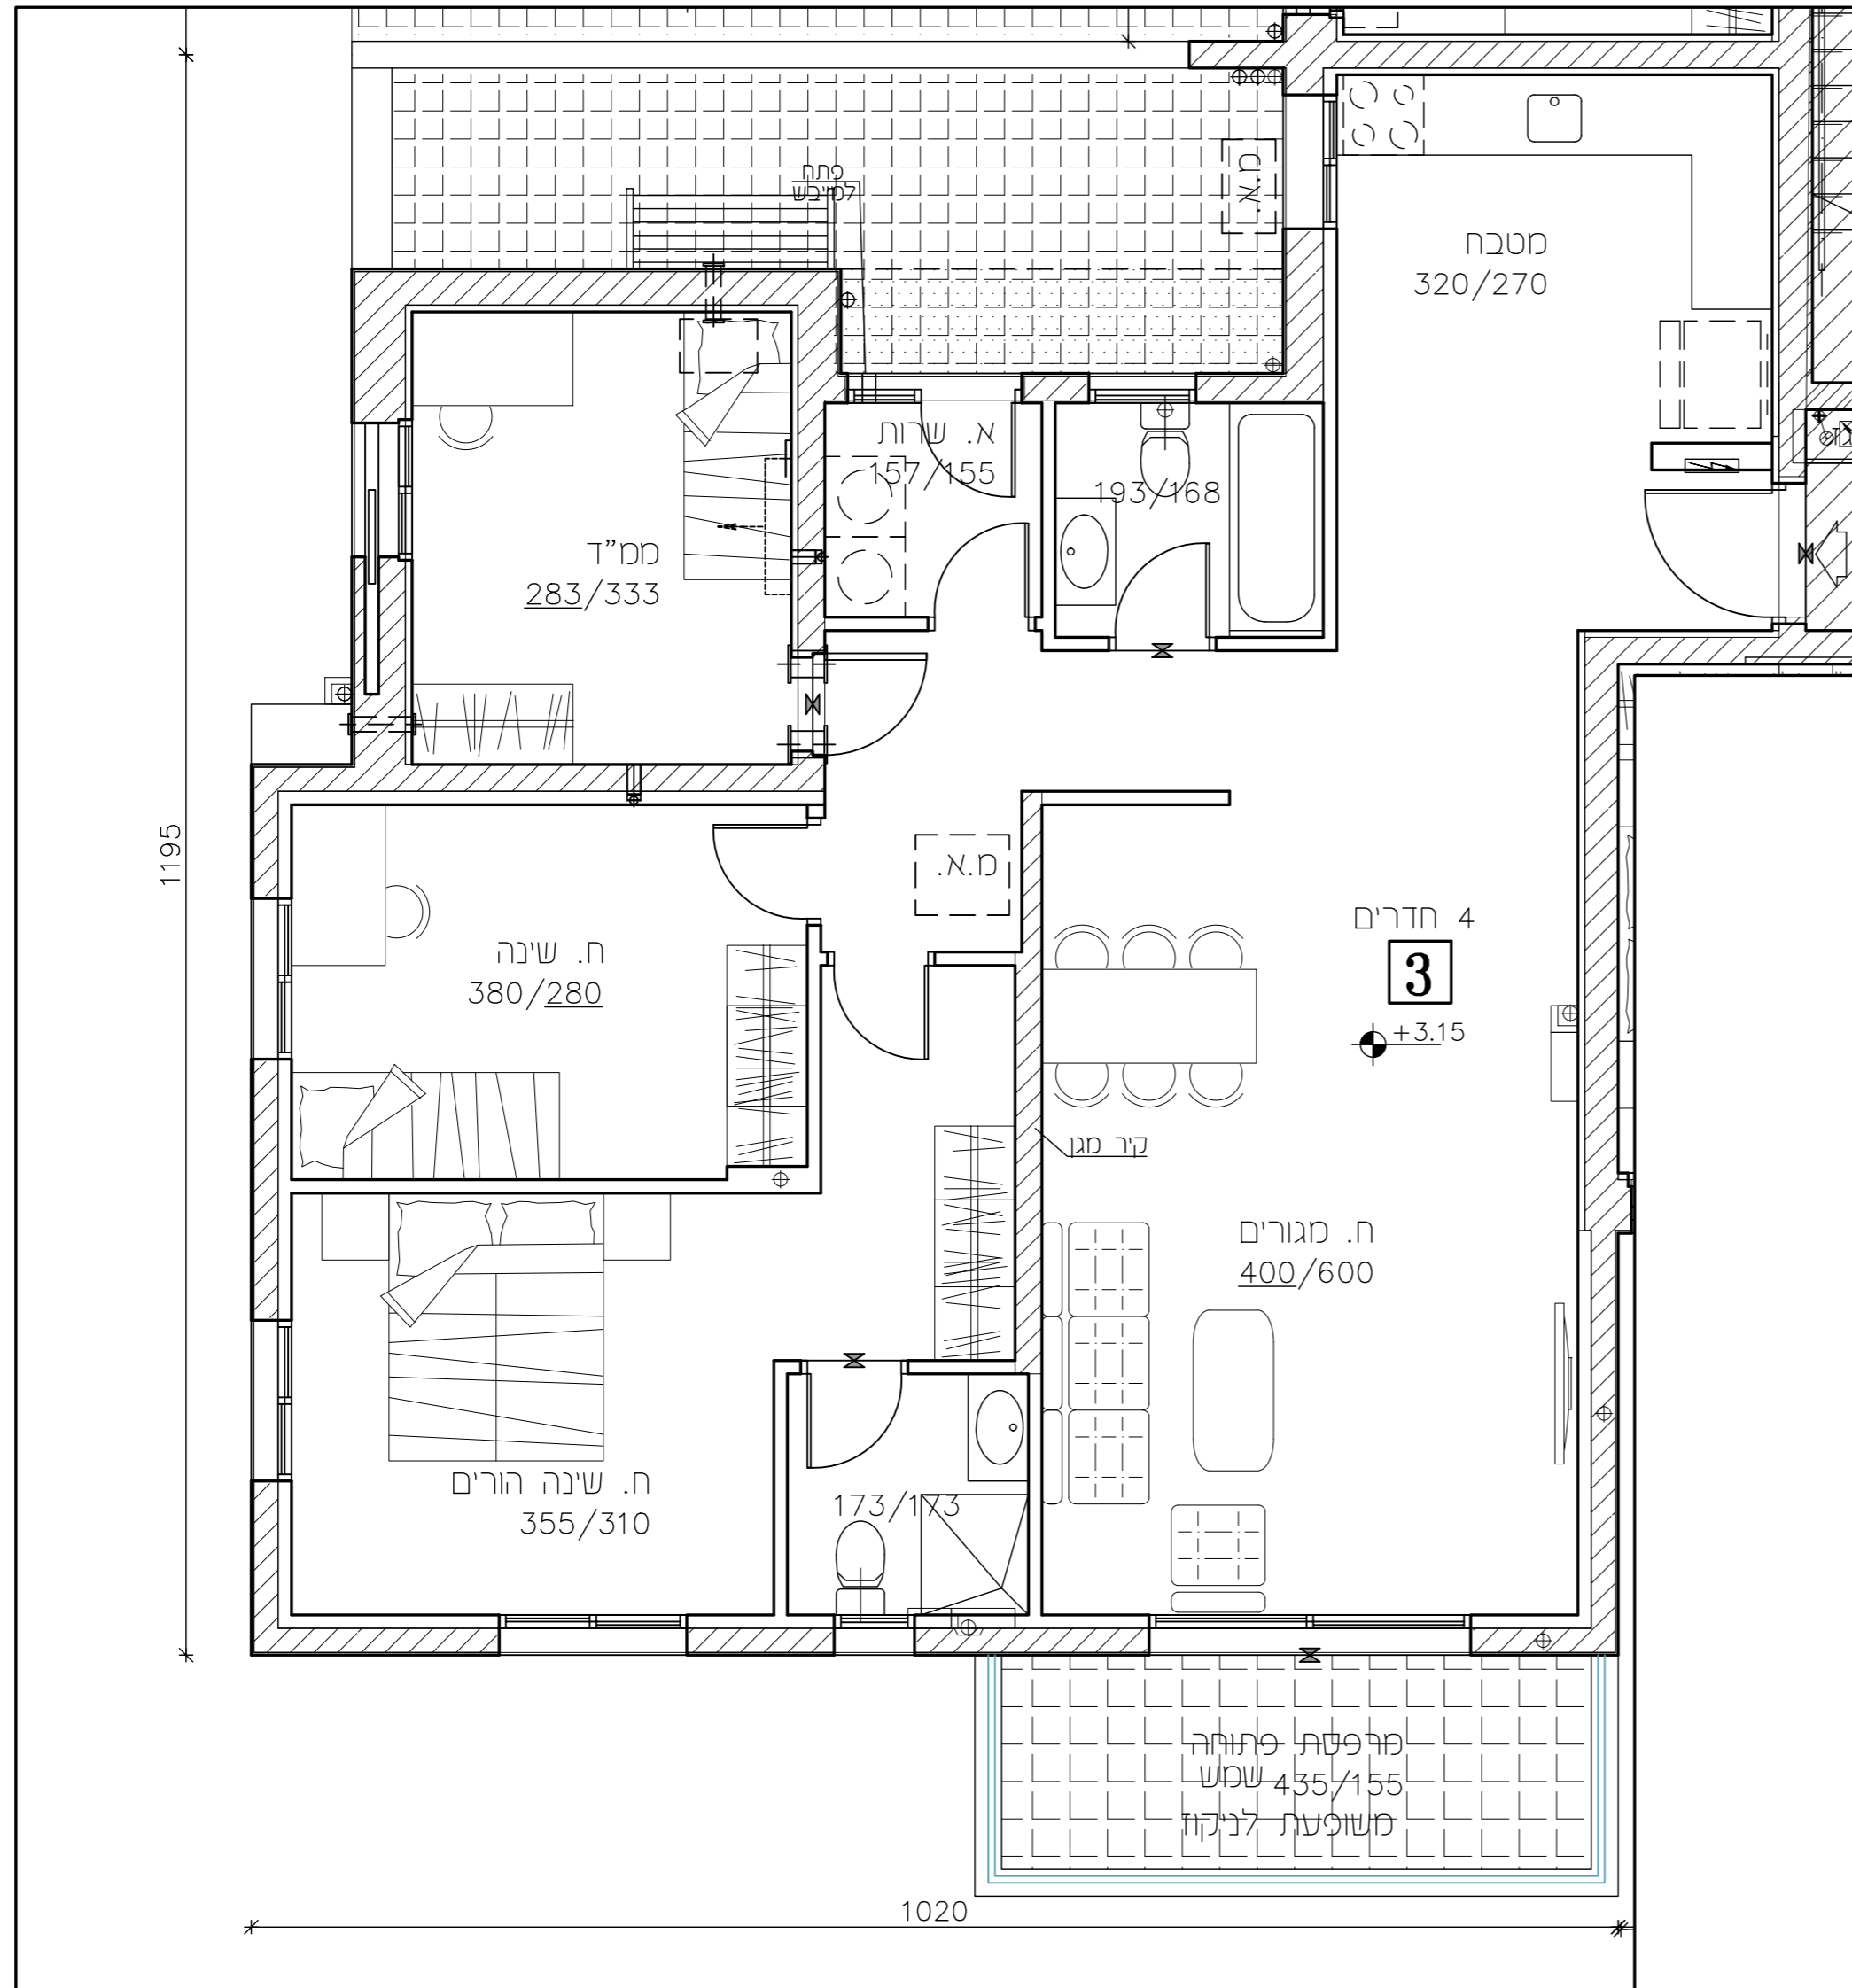 פתח
למייבש
מ.א.
מטבח
320/270
א. שרות
157/155
193/168
ממ"ד
283/333
1195
מ.א.
ח. שינה
380/280
4 חדרים
3
+3.15
קיר מגן
ח. מגורים
400/600
ח. שינה הורים
355/310
173/173
מרפסת פתוחה
435/155 שמש
משופעת לניקוז
1020